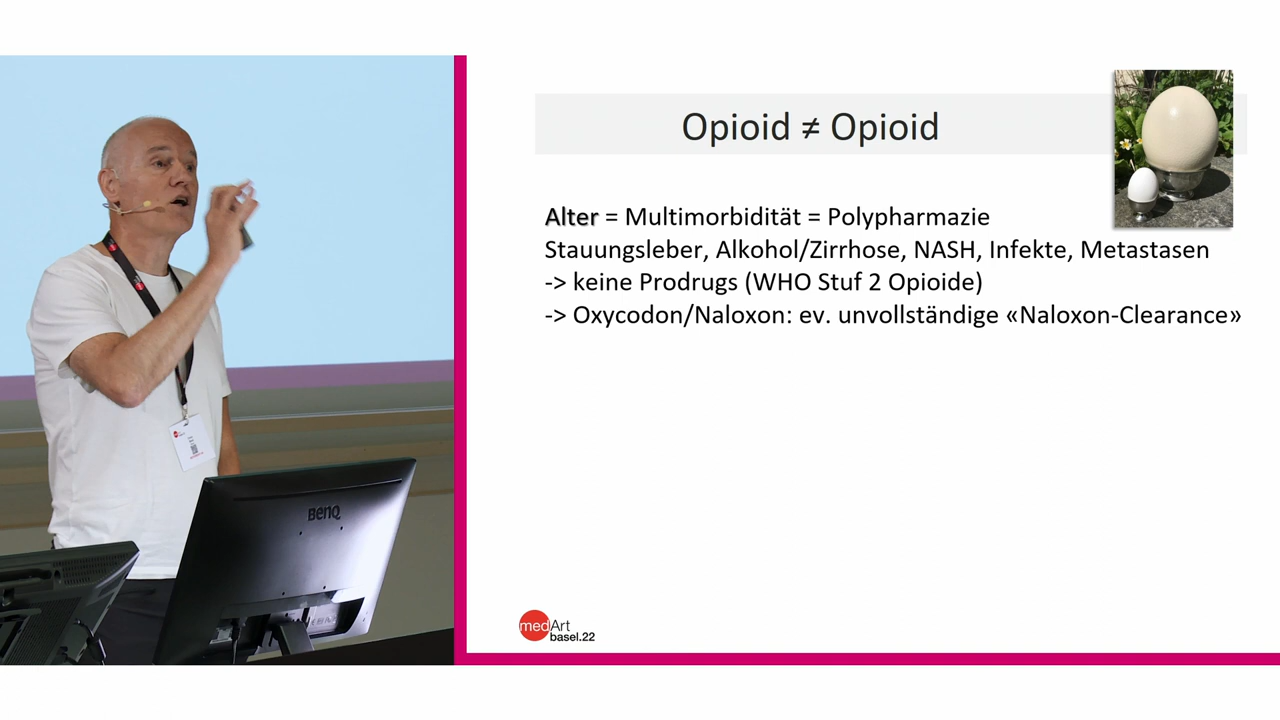 Opioid ≠ Opioid
Alter = Multimorbidität = Polypharmazie
Stauungsleber, Alkohol/Zirrhose, NASH, Infekte, Metastasen
-> keine Prodrugs (WHO Stuf 2 Opioide)
-> Oxycodon/Naloxon: ev. unvollständige «Naloxon-Clearance»
BenQ
medArt
basel.22